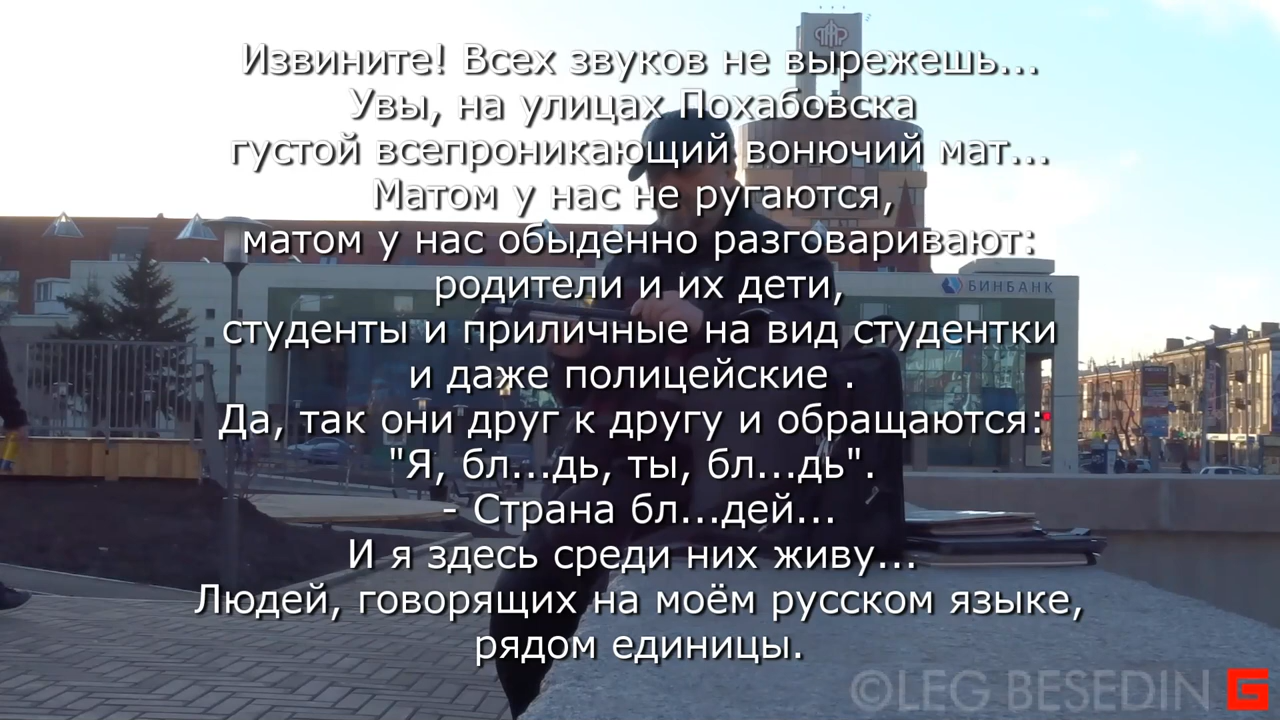 Извините! Всех звуков не вырежешь...
Увы, на улицах Похабовска
густой всепроникающий вонючий мат...
Матом у нас не ругаются,
матом у нас обыденно разговаривают:
родители и их дети,
БИНБАНК
студенты и приличные на вид студентки
и даже полицейские .
Да, так они друг к другу и обращаются:
"Я, бл...дь, ты, бл...дь".
- Страна бл...дей...
И я здесь среди них живу...
Людей, говорящих на моём русском языке,
рядом единицы.
©LEG BESEDIN G